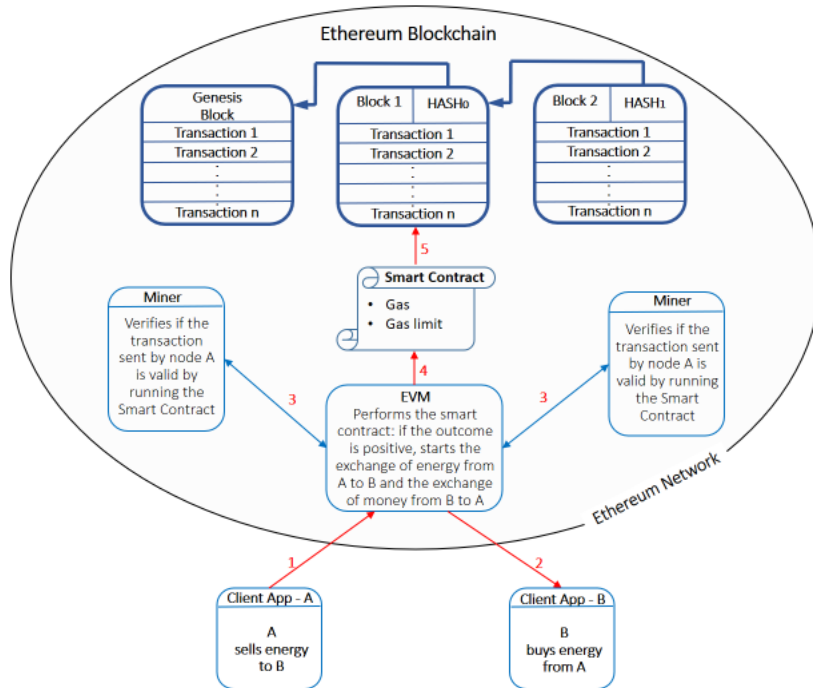 Ethereum Blockchain
Genesis
Block
Transaction 1
Transaction 2
⋮
⋮
Transaction n
Block 1
HASH₀
Transaction 1
Transaction 2
⋮
⋮
Transaction n
Block 2
HASH₁
Transaction 1
Transaction 2
⋮
⋮
Transaction n
5
Smart Contract
• Gas
• Gas limit
Miner
Verifies if the
transaction
sent by node A
is valid by
running the
Smart Contract
Miner
Verifies if the
transaction sent
by node A is
valid by running
the Smart
Contract
4
3
3
EVM
Performs the smart
contract: if the outcome
is positive, starts the
exchange of energy from
A to B and the exchange
of money from B to A
Ethereum Network
1
2
Client App - A
A
sells energy
to B
Client App - B
B
buys energy
from A